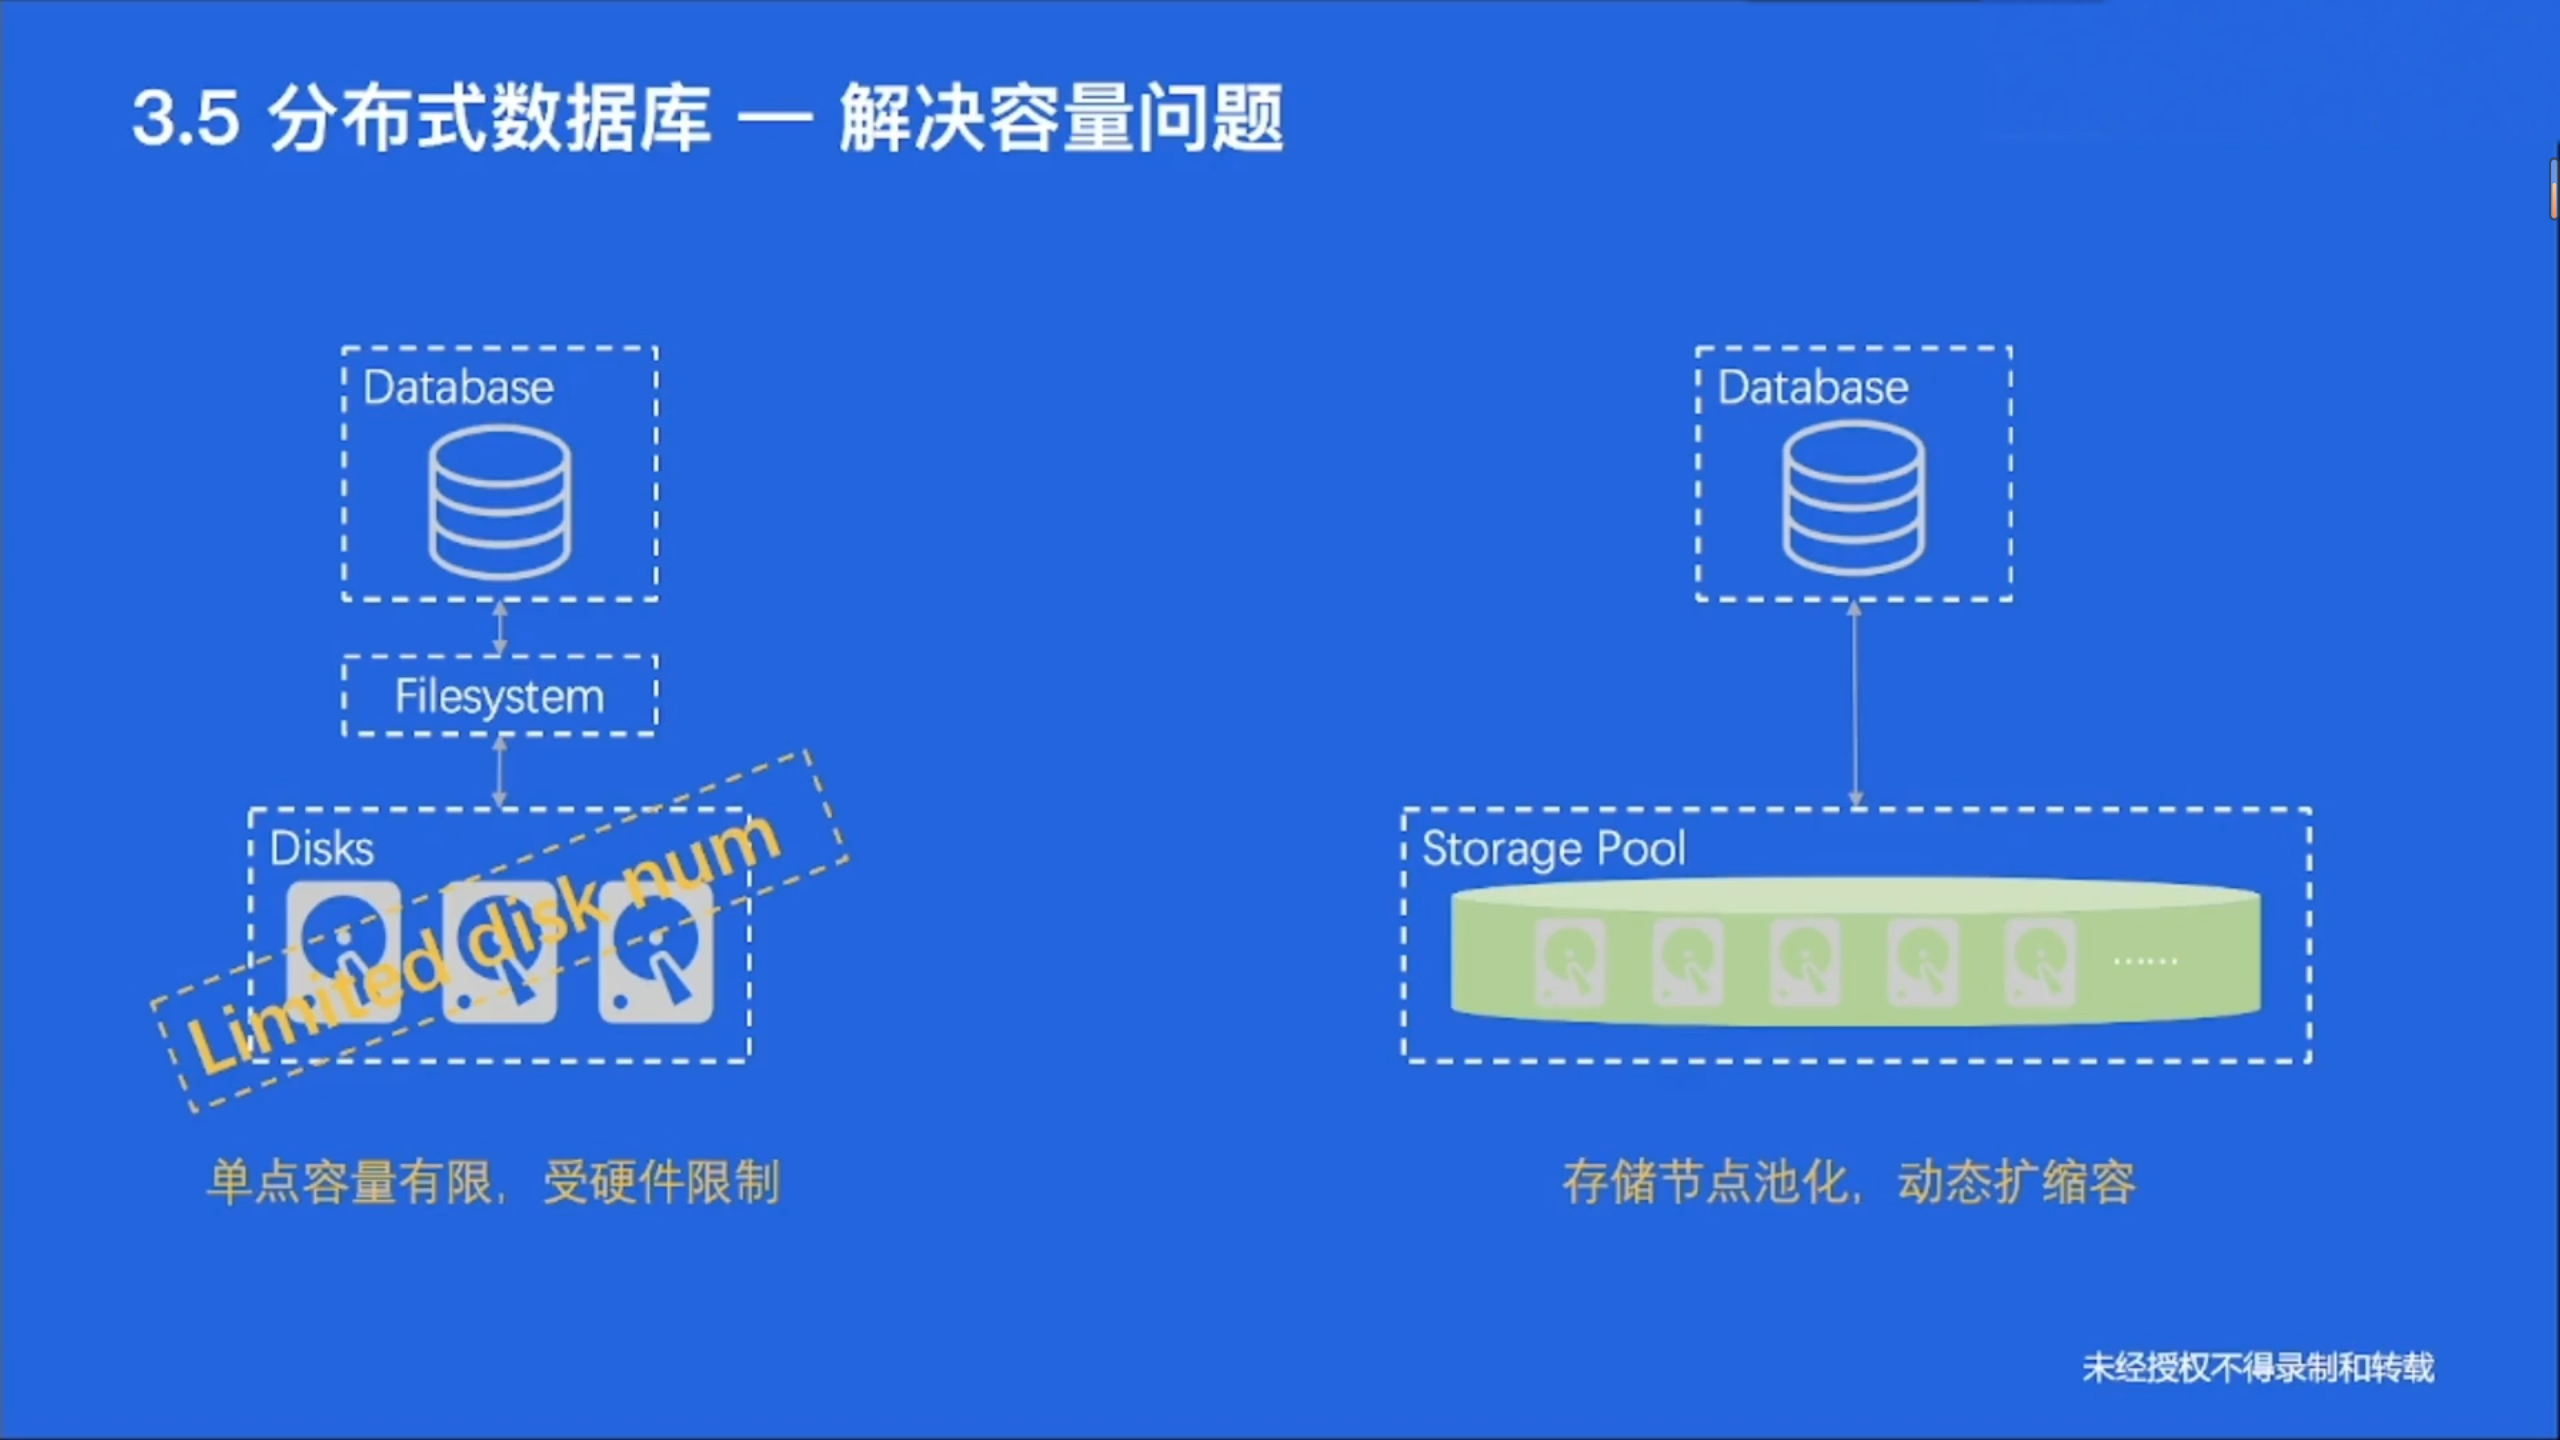 3.5 分布式数据库 — 解决容量问题
Database
Filesystem
Disks
Limited disk num
单点容量有限，受硬件限制
Database
Storage Pool
……
存储节点池化，动态扩缩容
未经授权不得录制和转载